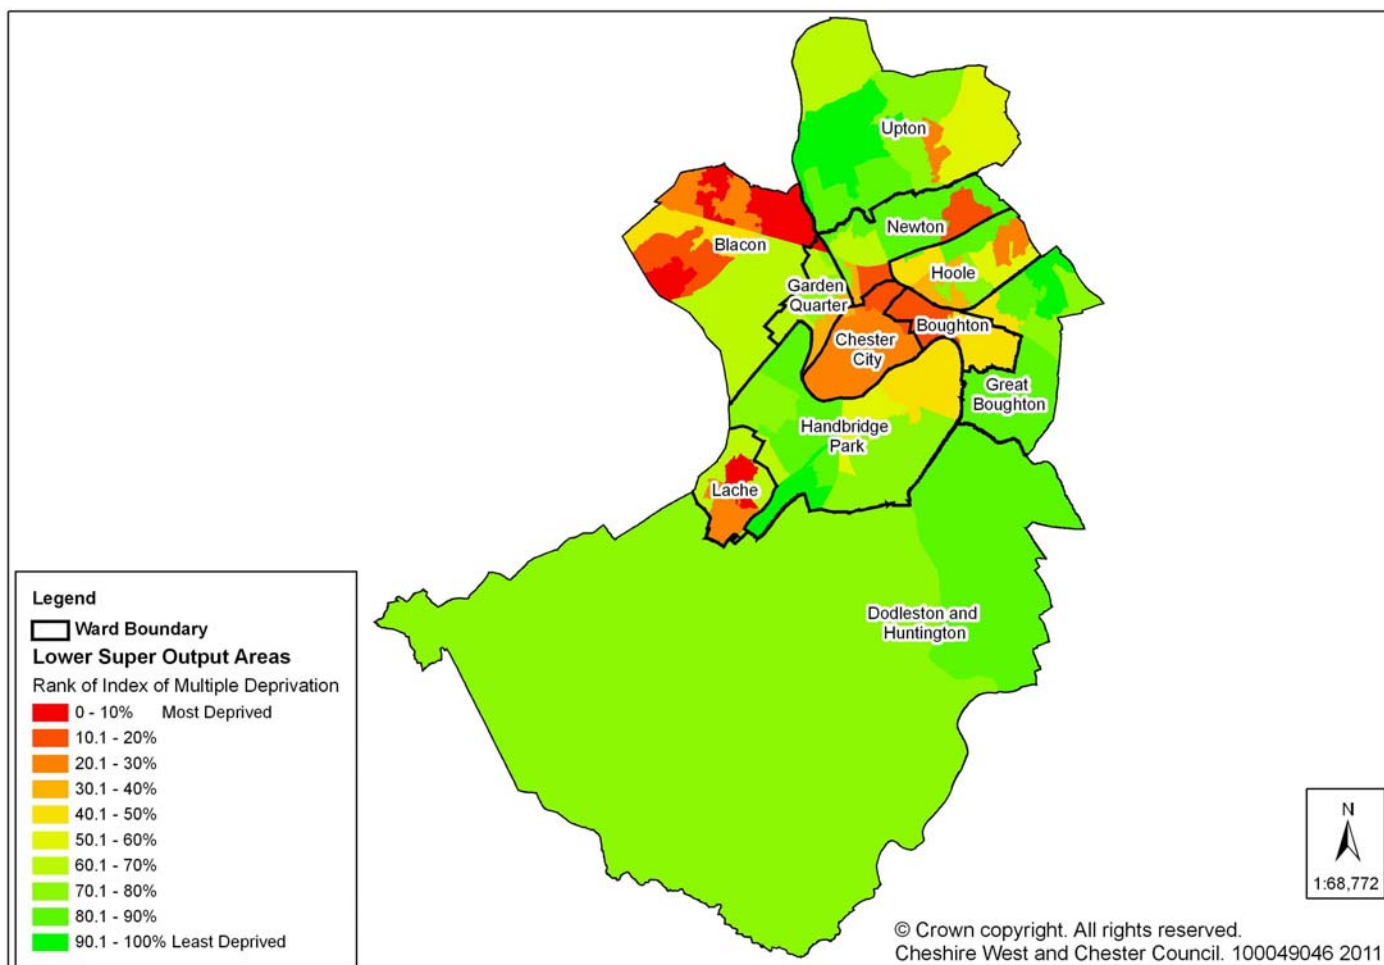 Upton
Newton
Blacon
Hoole
Garden
Quarter
Boughton
Chester
City
Great
Boughton
Handbridge
Park
Lache
Dodleston and
Huntington
Legend
Ward Boundary
Lower Super Output Areas
Rank of Index of Multiple Deprivation
0 - 10% Most Deprived
10.1 - 20%
20.1 - 30%
30.1 - 40%
40.1 - 50%
50.1 - 60%
60.1 - 70%
70.1 - 80%
80.1 - 90%
90.1 - 100% Least Deprived
N
1:68,772
© Crown copyright. All rights reserved.
Cheshire West and Chester Council. 100049046 2011